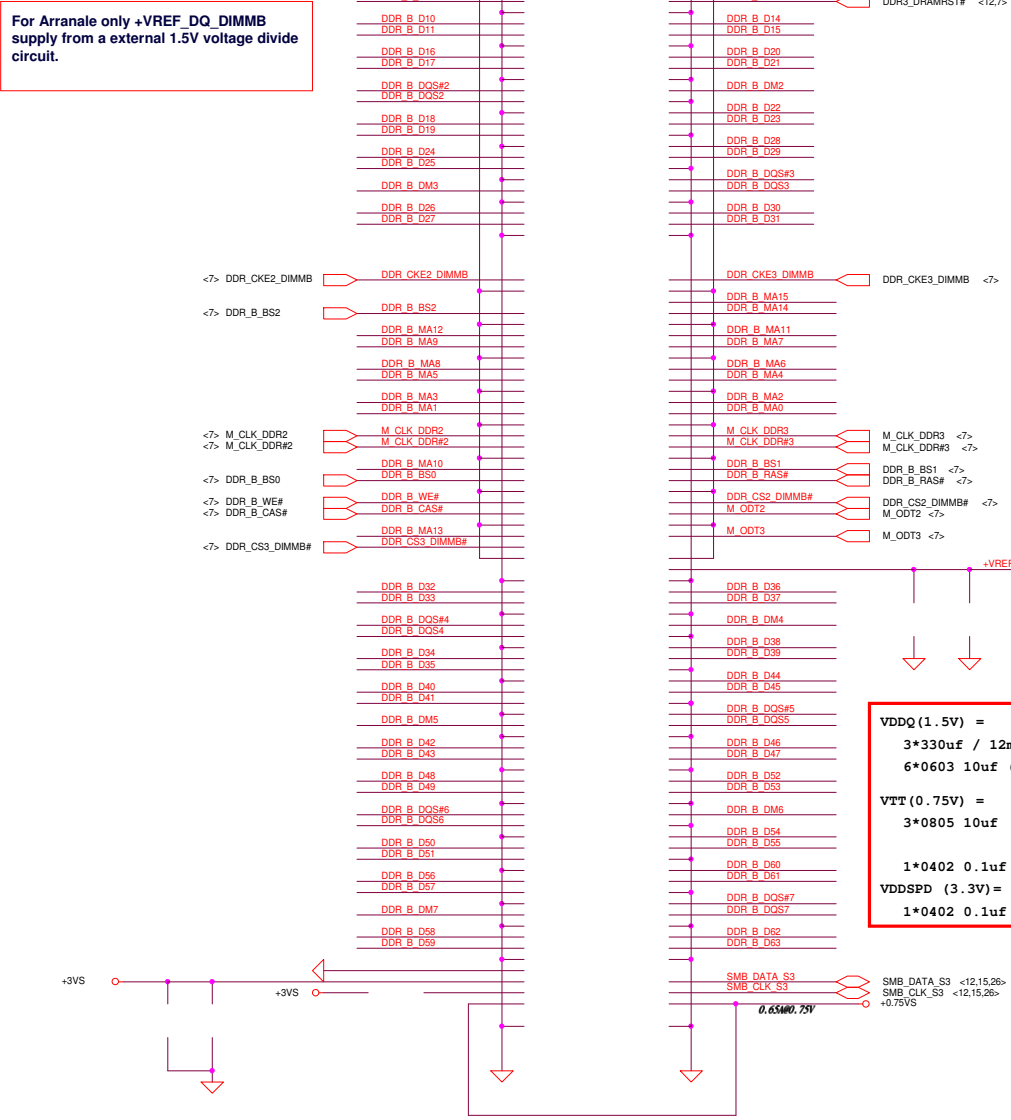 For Arranale only +VREF_DQ_DIMMB
supply from a external 1.5V voltage divide
circuit.
DDR3_DRAMRST# <12,7>
DDR_B_D10
DDR_B_D11
DDR_B_D14
DDR_B_D15
DDR_B_D16
DDR_B_D17
DDR_B_D20
DDR_B_D21
DDR_B_DQS#2
DDR_B_DQS2
DDR_B_DM2
DDR_B_D18
DDR_B_D19
DDR_B_D22
DDR_B_D23
DDR_B_D24
DDR_B_D25
DDR_B_D28
DDR_B_D29
DDR_B_DM3
DDR_B_DQS#3
DDR_B_DQS3
DDR_B_D26
DDR_B_D27
DDR_B_D30
DDR_B_D31
<7> DDR_CKE2_DIMMB
DDR_CKE2_DIMMB
DDR_CKE3_DIMMB
DDR_CKE3_DIMMB <7>
<7> DDR_B_BS2
DDR_B_BS2
DDR_B_MA15
DDR_B_MA14
DDR_B_MA12
DDR_B_MA9
DDR_B_MA11
DDR_B_MA7
DDR_B_MA8
DDR_B_MA5
DDR_B_MA6
DDR_B_MA4
DDR_B_MA3
DDR_B_MA1
DDR_B_MA2
DDR_B_MA0
<7> M_CLK_DDR2
<7> M_CLK_DDR#2
M_CLK_DDR2
M_CLK_DDR#2
M_CLK_DDR3
M_CLK_DDR#3
M_CLK_DDR3 <7>
M_CLK_DDR#3 <7>
<7> DDR_B_BS0
DDR_B_MA10
DDR_B_BS0
DDR_B_BS1
DDR_B_RAS#
DDR_B_BS1 <7>
DDR_B_RAS# <7>
<7> DDR_B_WE#
<7> DDR_B_CAS#
DDR_B_WE#
DDR_B_CAS#
DDR_CS2_DIMMB#
M_ODT2
DDR_CS2_DIMMB# <7>
M_ODT2 <7>
<7> DDR_CS3_DIMMB#
DDR_B_MA13
DDR_CS3_DIMMB#
M_ODT3
M_ODT3 <7>
DDR_B_D32
DDR_B_D33
DDR_B_D36
DDR_B_D37
DDR_B_DQS#4
DDR_B_DQS4
DDR_B_DM4
DDR_B_D34
DDR_B_D35
DDR_B_D38
DDR_B_D39
DDR_B_D40
DDR_B_D41
DDR_B_D44
DDR_B_D45
DDR_B_DM5
DDR_B_DQS#5
DDR_B_DQS5
DDR_B_D42
DDR_B_D43
DDR_B_D46
DDR_B_D47
DDR_B_D48
DDR_B_D49
DDR_B_D52
DDR_B_D53
DDR_B_DQS#6
DDR_B_DQS6
DDR_B_DM6
DDR_B_D50
DDR_B_D51
DDR_B_D54
DDR_B_D55
DDR_B_D56
DDR_B_D57
DDR_B_D60
DDR_B_D61
DDR_B_DM7
DDR_B_DQS#7
DDR_B_DQS7
DDR_B_D58
DDR_B_D59
DDR_B_D62
DDR_B_D63
VDDQ(1.5V) =
3*330uf / 12m
6*0603 10uf
VTT(0.75V) =
3*0805 10uf
1*0402 0.1uf
VDDSPD (3.3V)=
1*0402 0.1uf
+3VS
+3VS
SMB_DATA_S3
SMB_CLK_S3
SMB_DATA_S3 <12,15,26>
SMB_CLK_S3 <12,15,26>
+0.75VS
0.65A@0.75V